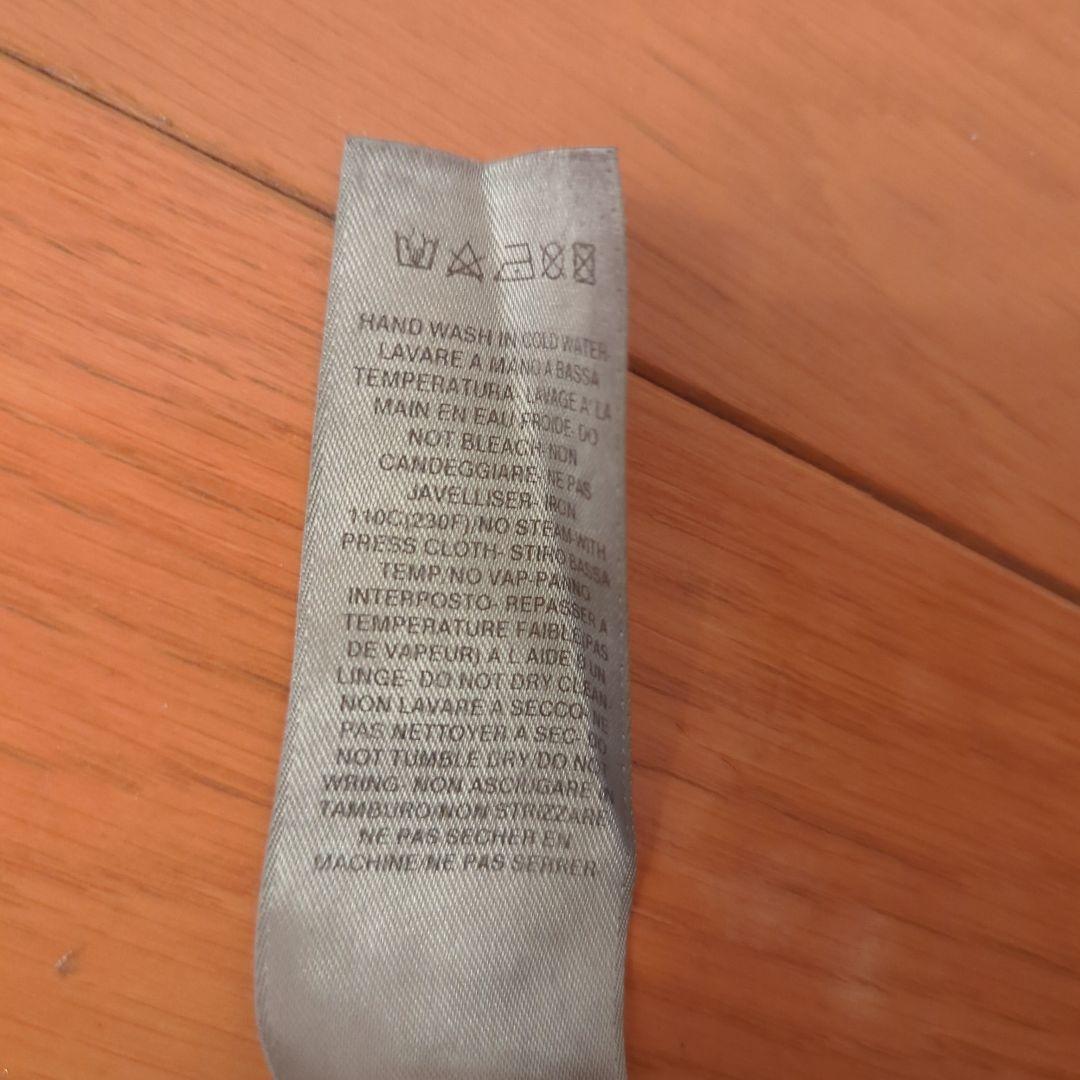 HAND WASH IN COLD WATER-
LAVARE A MANO A BASSA
TEMPERATURA- LAVAGE A' LA
MAIN EN EAU FROIDE- DO
NOT BLEACH- NON
CANDEGGIARE- NE PAS
JAVELLISER- IRON
110C(230F)/NO STEAM-WITH
PRESS CLOTH- STIRO BASSA
TEMP/NO VAP-PANNO
INTERPOSTO- REPASSER A
TEMPERATURE FAIBLE(PAS
DE VAPEUR) A L AIDE D UN
LINGE- DO NOT DRY CLEAN-
NON LAVARE A SECCO- NE
PAS NETTOYER A SEC- DO
NOT TUMBLE DRY/DO NOT
WRING- NON ASCIUGARE A
TAMBURO/NON STRIZZARE-
NE PAS SECHER EN
MACHINE/NE PAS SERRER